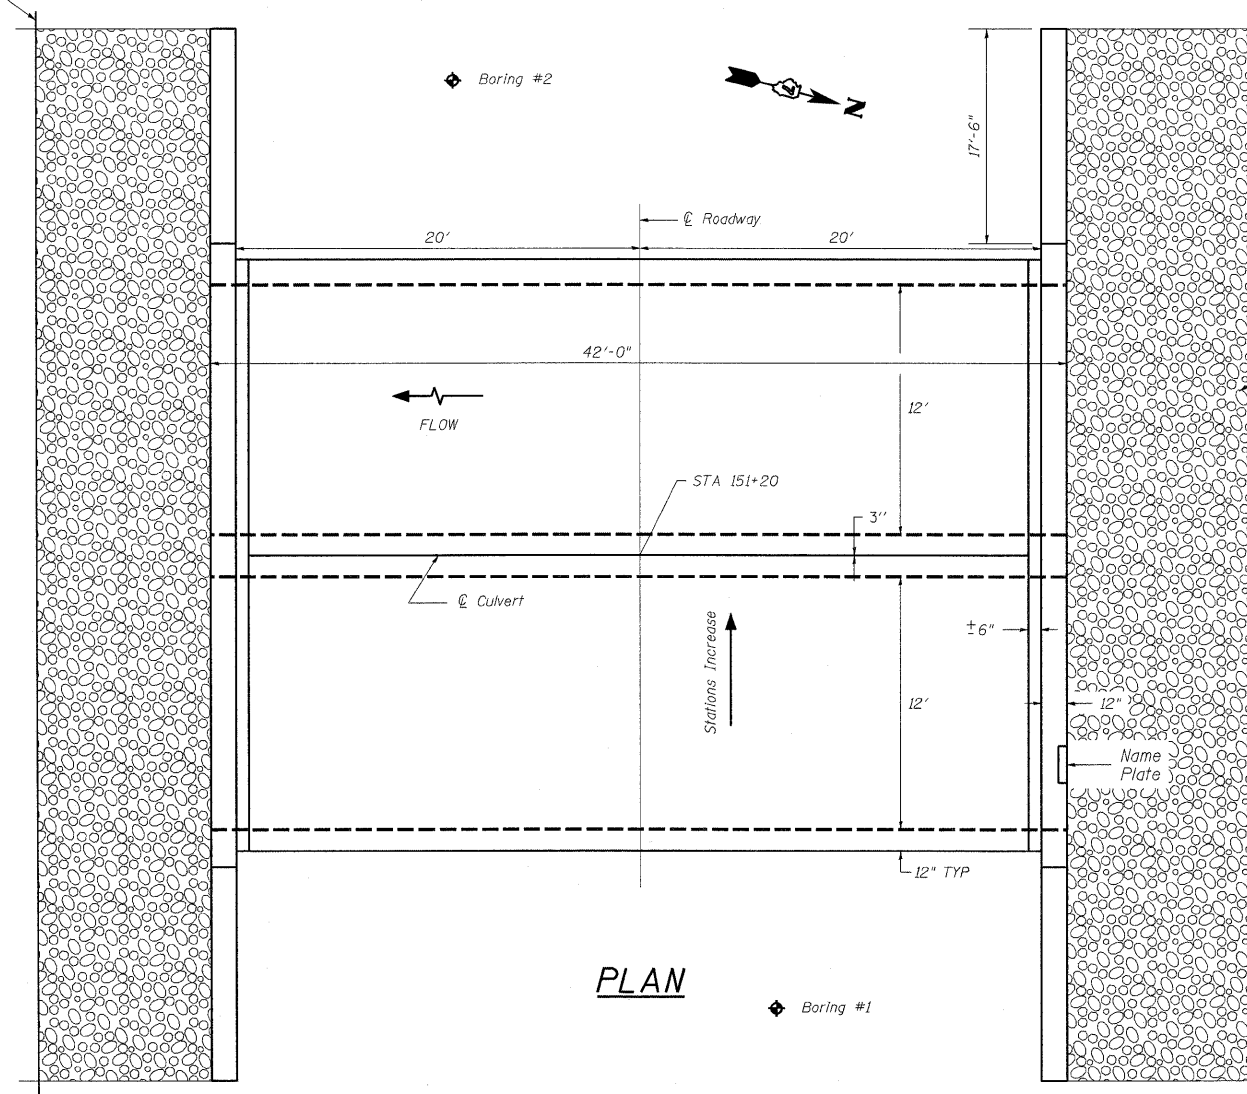 Boring #2
N
17'-6"
℄ Roadway
20'
20'
42'-0"
12'
FLOW
STA 151+20
3''
℄ Culvert
Stations Increase
±6"
12'
12"
Name
Plate
12" TYP
PLAN
Boring #1